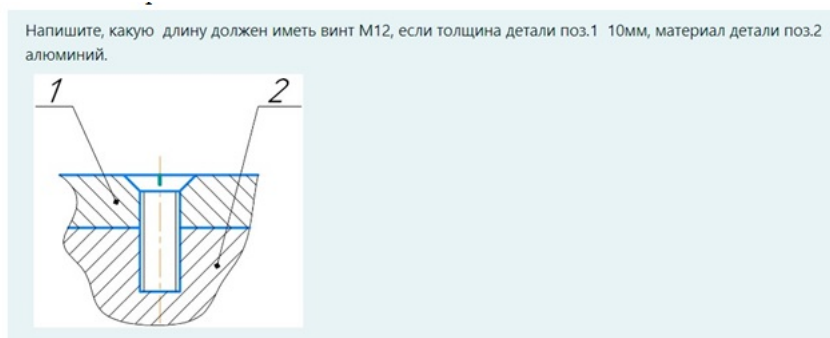 Напишите, какую длину должен иметь винт М12, если толщина детали поз.1 10мм, материал детали поз.2
алюминий.
1 2